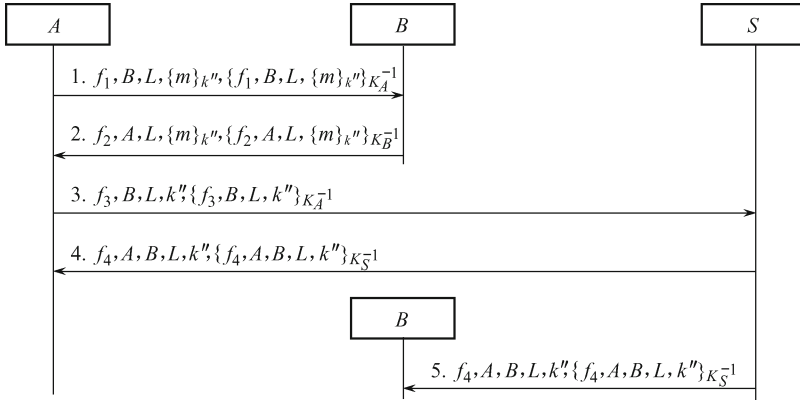 A B S
1. f₁,B,L,{m}ₖ″,{f₁,B,L,{m}ₖ″}K_A⁻¹
2. f₂,A,L,{m}ₖ″,{f₂,A,L,{m}ₖ″}K_B⁻¹
3. f₃,B,L,k″,{f₃,B,L,k″}K_A⁻¹
4. f₄,A,B,L,k″,{f₄,A,B,L,k″}K_S⁻¹
B
5. f₄,A,B,L,k″,{f₄,A,B,L,k″}K_S⁻¹